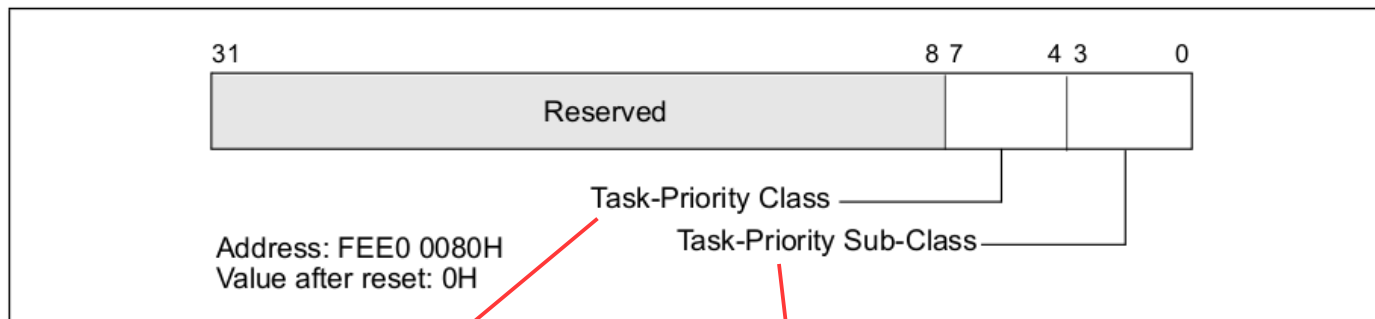 31 8 7 4 3 0
Reserved
Task-Priority Class
Task-Priority Sub-Class
Address: FEE0 0080H
Value after reset: 0H